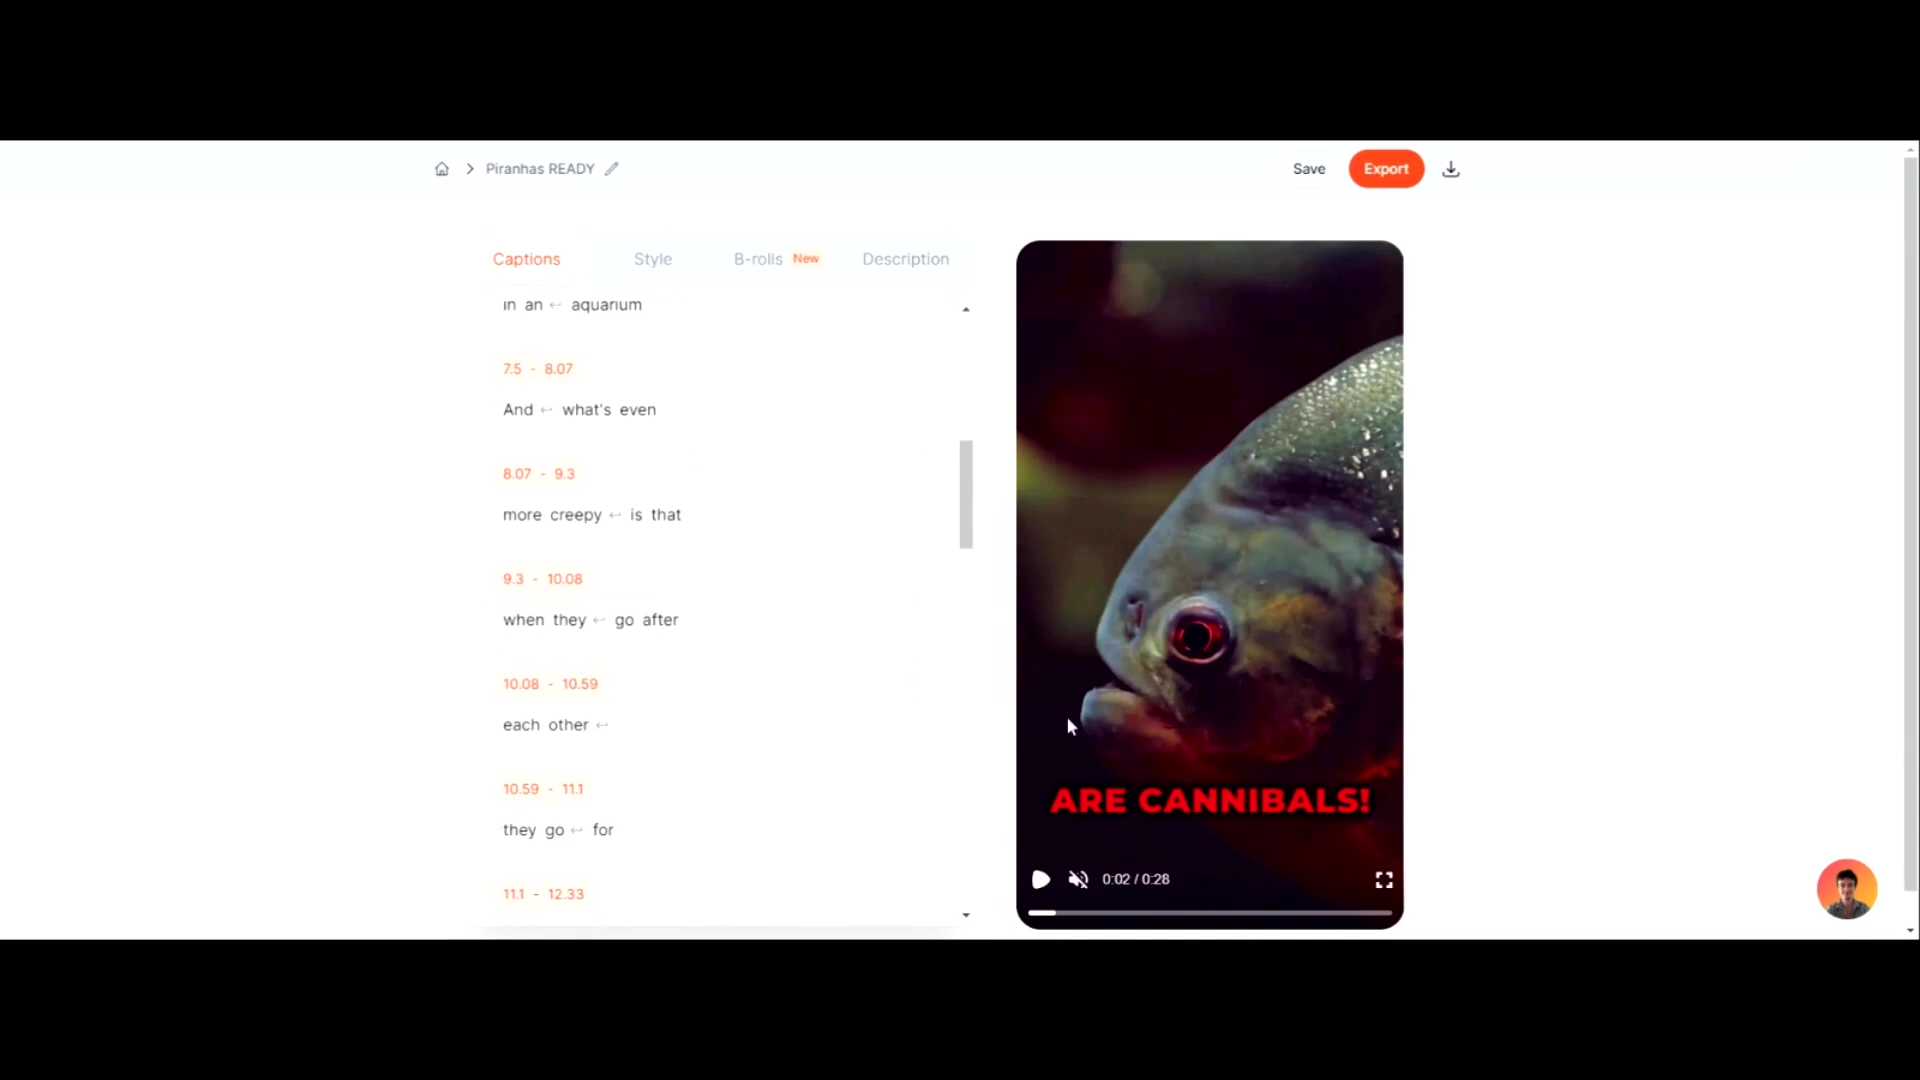 Piranhas READY
Save
Export
Captions
Style
B-rolls New
Description
in an ↩ aquarium
7.5 - 8.07
And ↩ what's even
8.07 - 9.3
more creepy ↩ is that
9.3 - 10.08
when they ↩ go after
10.08 - 10.59
each other ↩
10.59 - 11.1
they go ↩ for
11.1 - 12.33
ARE CANNIBALS!
0:02 / 0:28